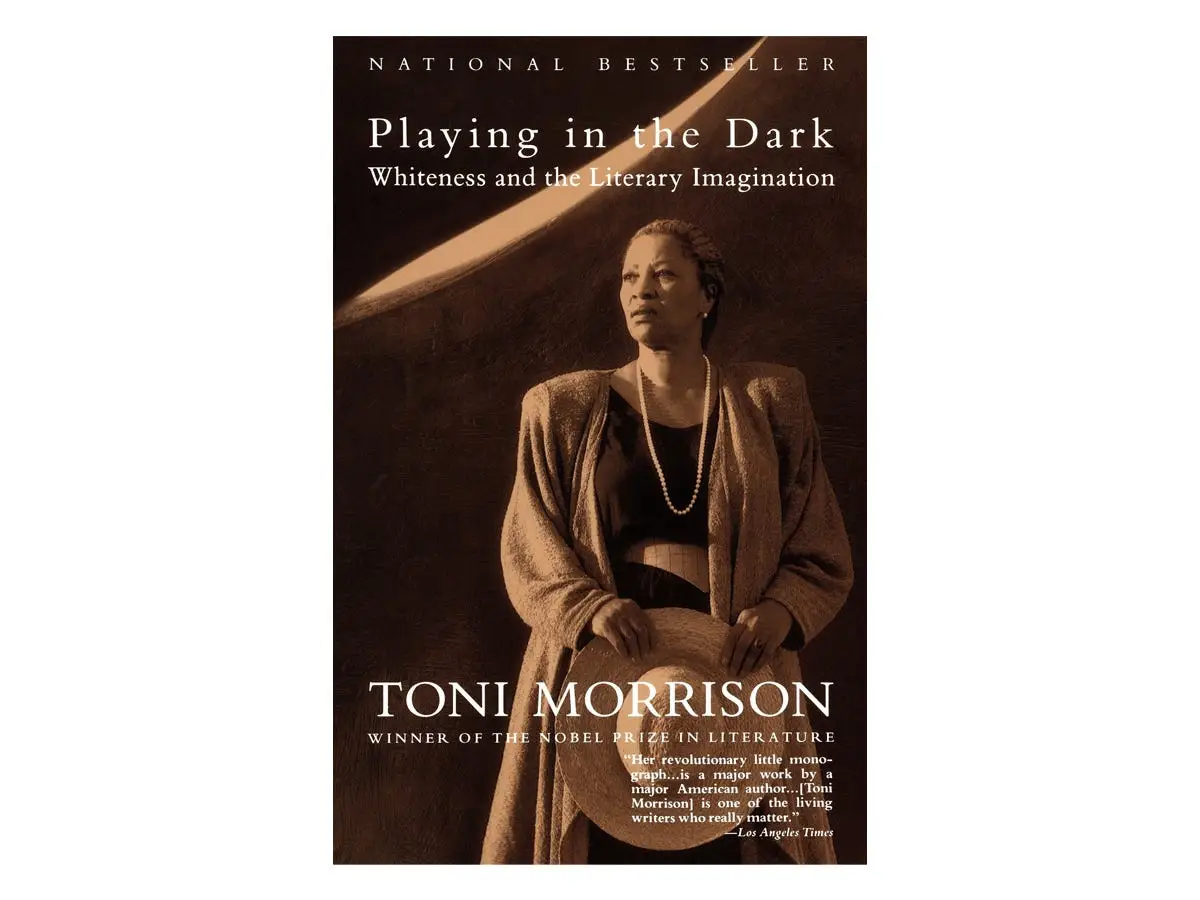 NATIONAL BESTSELLER
Playing in the Dark
Whiteness and the Literary Imagination
TONI MORRISON
WINNER OF THE NOBEL PRIZE IN LITERATURE
“Her revolutionary little mono-
graph...is a major work by a
major American author...[Toni
Morrison] is one of the living
writers who really matter.”
—Los Angeles Times